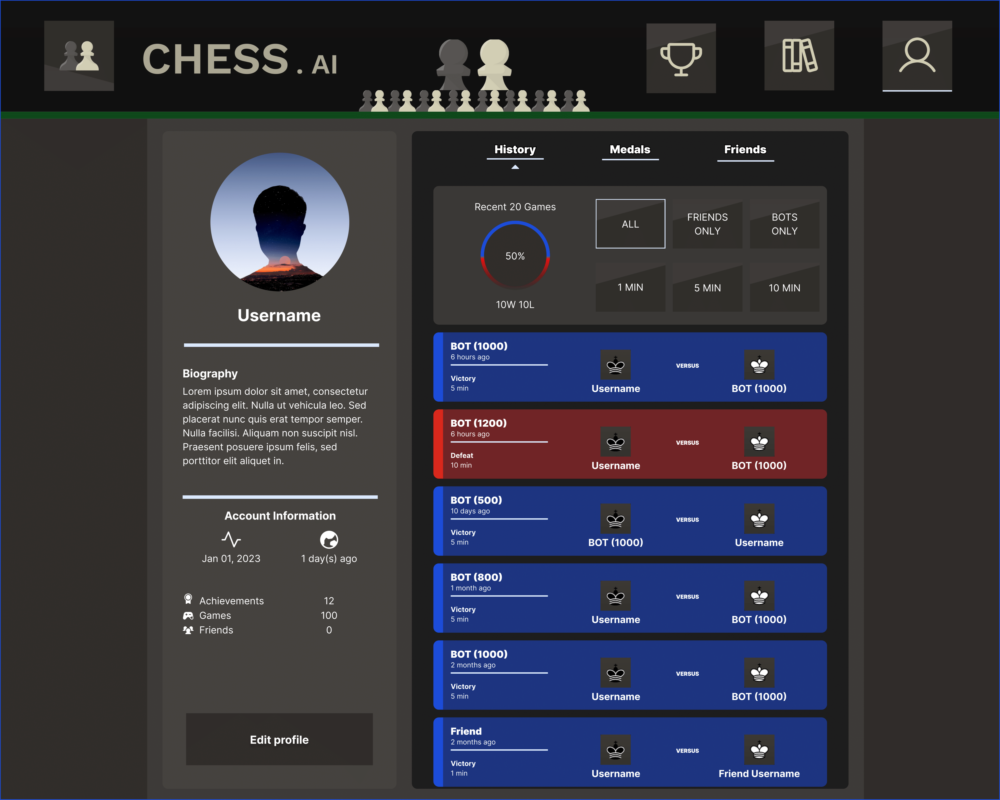 CHESS . AI
Username
Biography
Lorem ipsum dolor sit amet, consectetur
adipiscing elit. Nulla ut vehicula leo. Sed
placerat nunc quis erat tempor semper.
Nulla facilisi. Aliquam non suscipit nisl.
Praesent posuere ipsum felis, sed
porttitor elit aliquet in.
Account Information
Jan 01, 2023
1 day(s) ago
Achievements 12
Games 100
Friends 0
Edit profile
History
Medals
Friends
Recent 20 Games
50%
10W 10L
ALL
FRIENDS
ONLY
BOTS
ONLY
1 MIN
5 MIN
10 MIN
BOT (1000)
6 hours ago
Victory
5 min
Username
VERSUS
BOT (1000)
BOT (1200)
6 hours ago
Defeat
10 min
Username
VERSUS
BOT (1000)
BOT (500)
10 days ago
Victory
5 min
BOT (1000)
VERSUS
Username
BOT (800)
1 month ago
Victory
5 min
Username
VERSUS
BOT (1000)
BOT (1000)
2 months ago
Victory
5 min
Username
VERSUS
BOT (1000)
Friend
2 months ago
Victory
1 min
Username
VERSUS
Friend Username